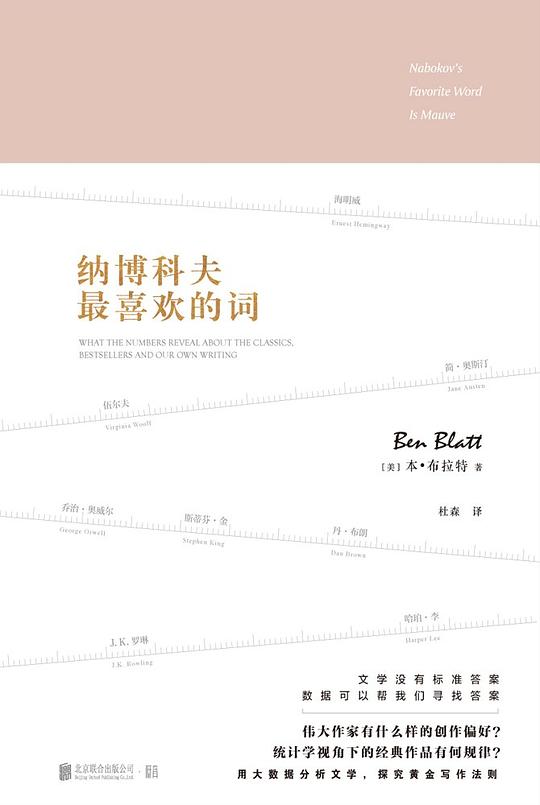 Nabokov's
Favorite Word
Is Mauve
海明威
Ernest Hemingway
纳博科夫
最喜欢的词
WHAT THE NUMBERS REVEAL ABOUT THE CLASSICS,
BESTSELLERS AND OUR OWN WRITING
简·奥斯汀
Jane Austen
伍尔夫
Virginia Woolf
Ben Blatt
[美] 本·布拉特 著
杜森 译
乔治·奥威尔
George Orwell
斯蒂芬·金
Stephen King
丹·布朗
Dan Brown
J.K. 罗琳
J.K. Rowling
哈珀·李
Harper Lee
文学没有标准答案
数据可以帮我们寻找答案
伟大作家有什么样的创作偏好?
统计学视角下的经典作品有何规律?
用大数据分析文学，探究黄金写作法则
北京联合出版公司